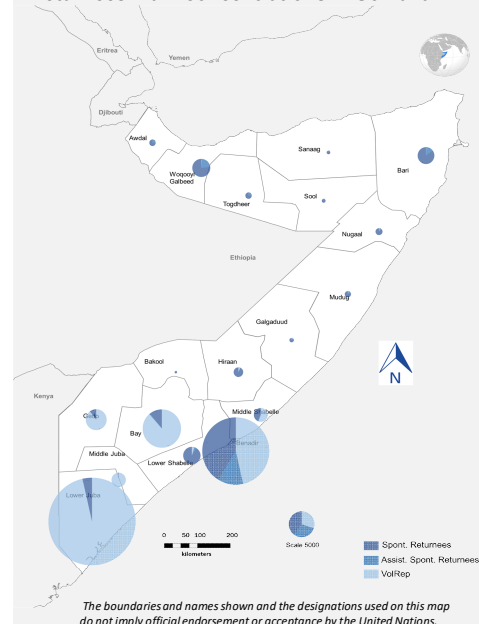 Eritrea
Yemen
Djibouti
Awdal
Sanaag
Woqooyi
Galbeed
Bari
Togdheer
Sool
Nugaal
Ethiopia
Mudug
Galgaduud
Bakool
Hiraan
Kenya
N
Middle Shabelle
Bay
Banadir
Middle Juba
Lower Shabelle
Lower Juba
0 50 100 200
kilometers
Scale 5000
Spont. Returnees
Assist. Spont. Returnees
VolRep
The boundaries and names shown and the designations used on this map
do not imply official endorsement or acceptance by the United Nations.